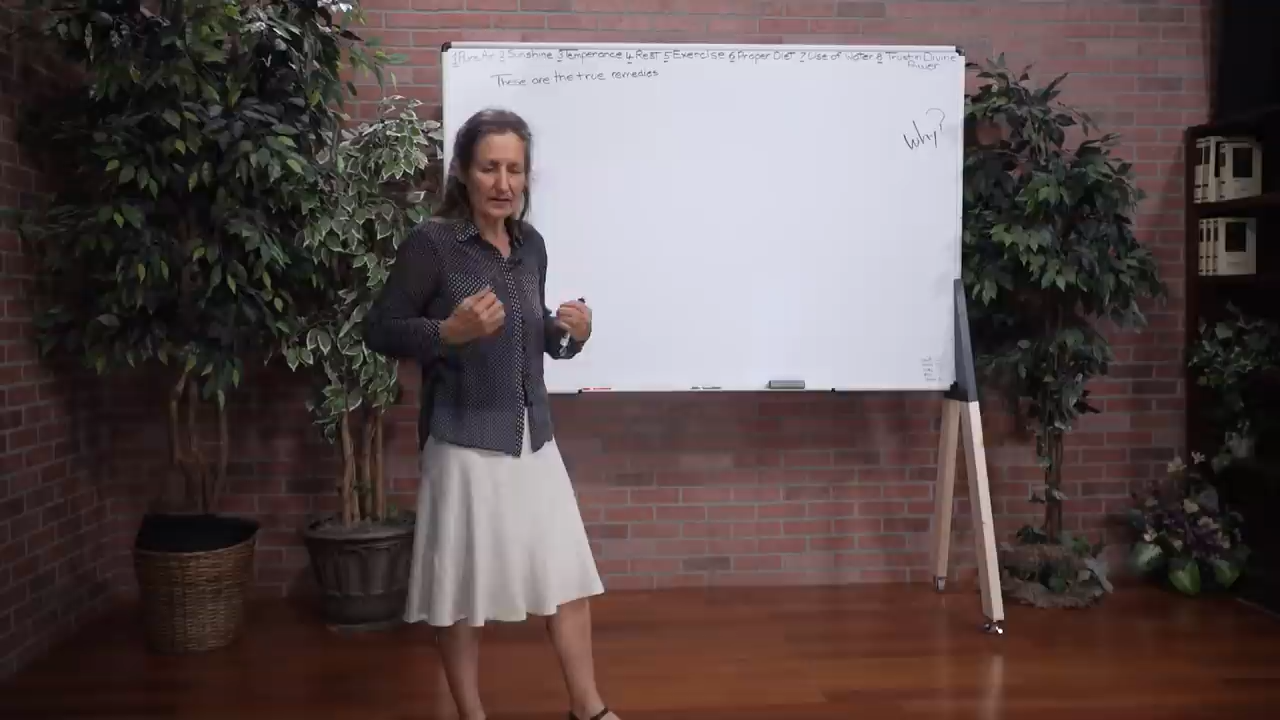 1 Pure Air 2 Sunshine 3 Temperance 4 Rest 5 Exercise 6 Proper Diet 7 Use of Water 8 Trust in Divine
Power
These are the true remedies
Why?